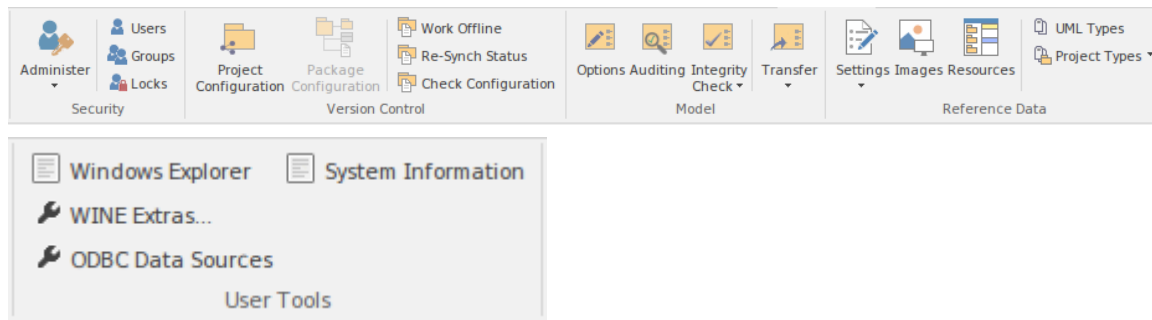 Administer
Users
Groups
Locks
Security
Project
Configuration
Package
Configuration
Work Offline
Re-Synch Status
Check Configuration
Version Control
Options
Auditing
Integrity
Check
Transfer
Model
Settings
Images
Resources
UML Types
Project Types
Reference Data
Windows Explorer
System Information
WINE Extras...
ODBC Data Sources
User Tools